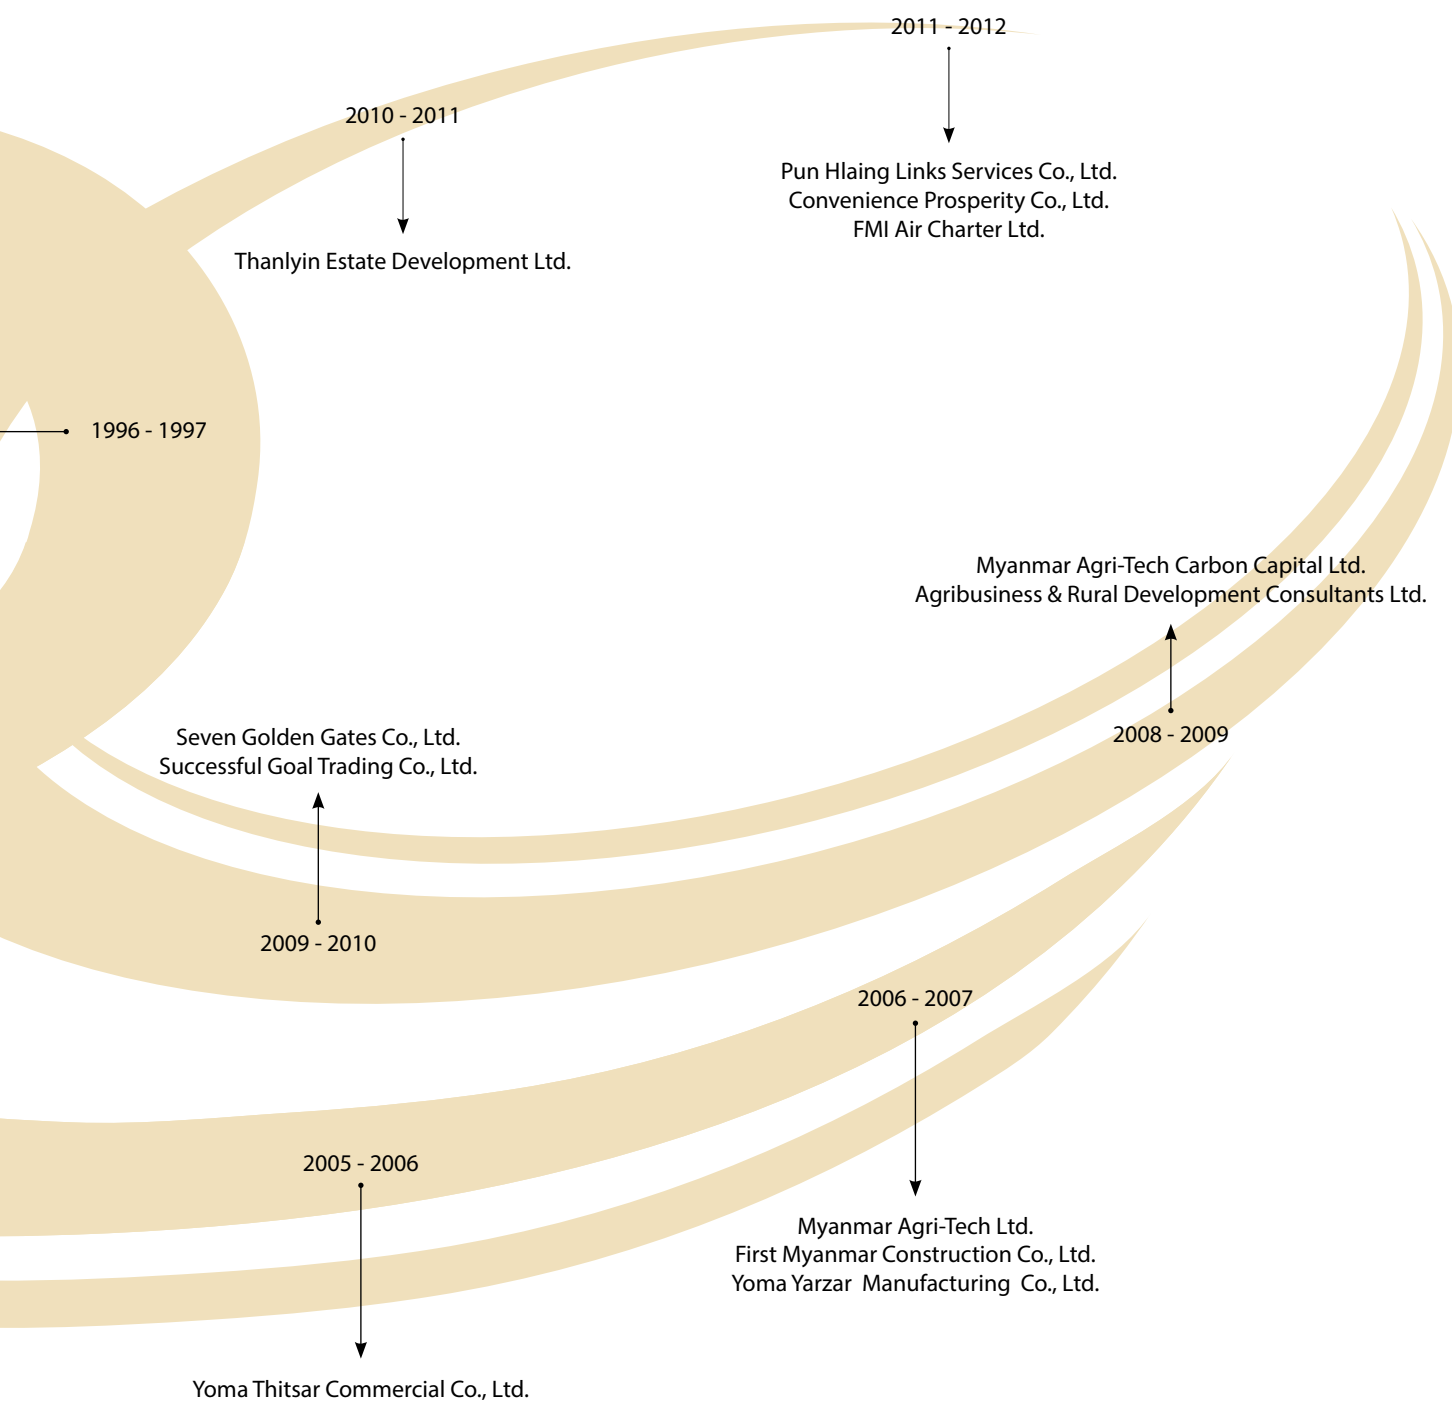 2011 - 2012
2010 - 2011
Pun Hlaing Links Services Co., Ltd.
Convenience Prosperity Co., Ltd.
FMI Air Charter Ltd.
Thanlyin Estate Development Ltd.
1996 - 1997
Myanmar Agri-Tech Carbon Capital Ltd.
Agribusiness & Rural Development Consultants Ltd.
2008 - 2009
Seven Golden Gates Co., Ltd.
Successful Goal Trading Co., Ltd.
2009 - 2010
2006 - 2007
2005 - 2006
Myanmar Agri-Tech Ltd.
First Myanmar Construction Co., Ltd.
Yoma Yarzar Manufacturing Co., Ltd.
Yoma Thitsar Commercial Co., Ltd.